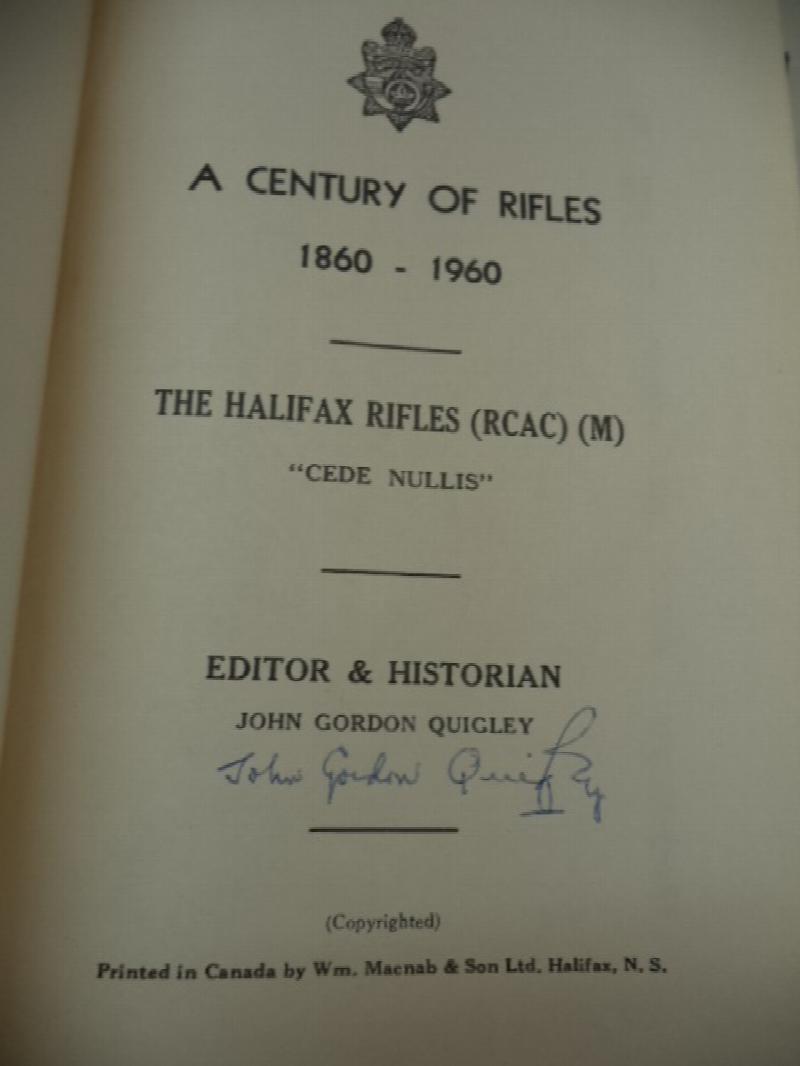 A CENTURY OF RIFLES
1860 - 1960
THE HALIFAX RIFLES (RCAC) (M)
"CEDE NULLIS"
EDITOR & HISTORIAN
JOHN GORDON QUIGLEY
John Gordon Quigley
(Copyrighted)
Printed in Canada by Wm. Macnab & Son Ltd. Halifax, N. S.